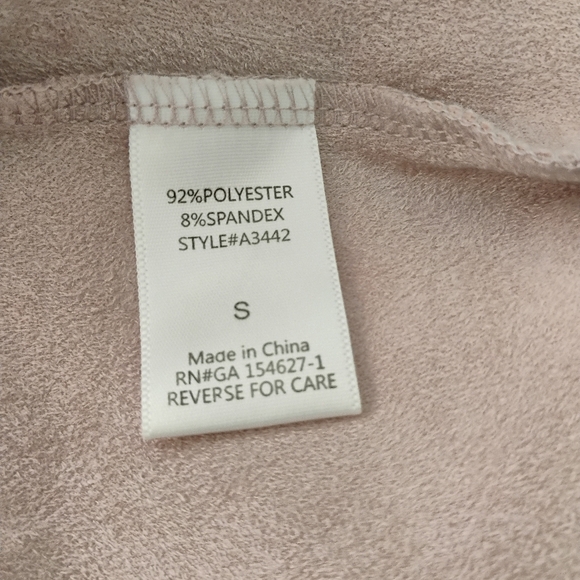 92%POLYESTER
8%SPANDEX
STYLE#A3442
S
Made in China
RN#GA 154627-1
REVERSE FOR CARE